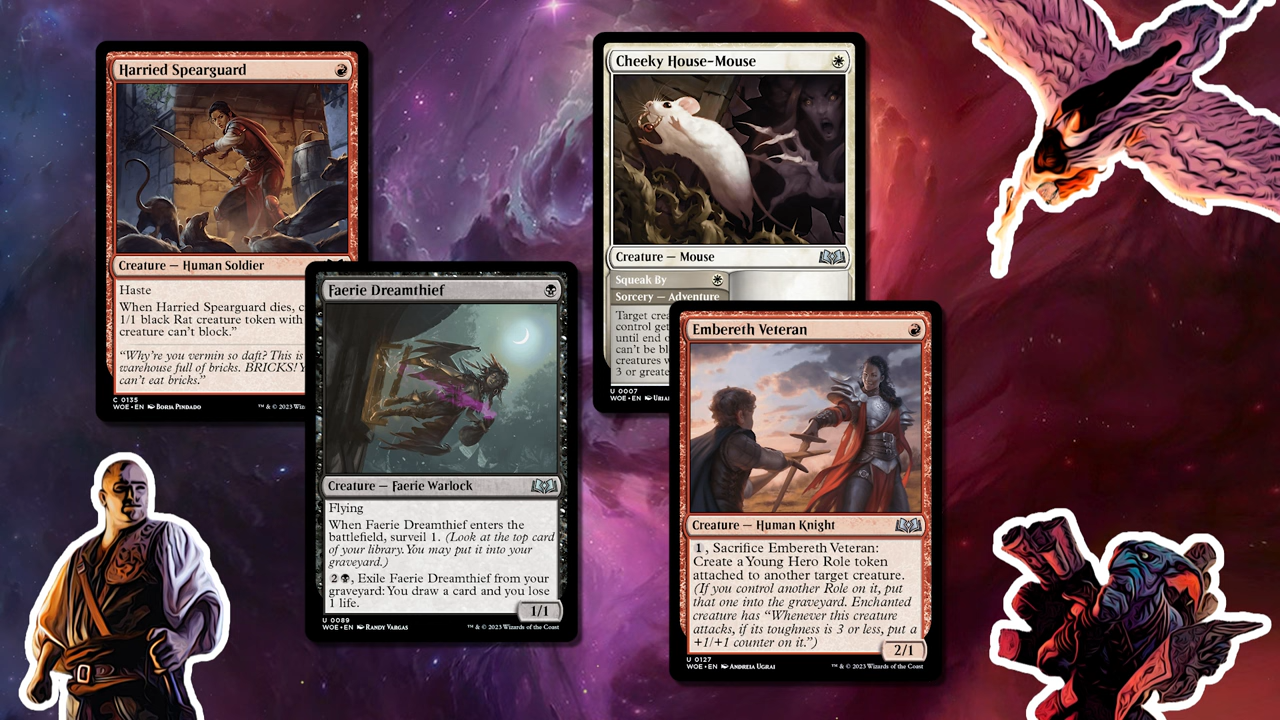 Harried Spearguard
Creature — Human Soldier
Haste
When Harried Spearguard dies, c
1/1 black Rat creature token with
creature can't block."
"Why're you vermin so daft? This is
warehouse full of bricks. BRICKS! Y
can't eat bricks."
C 0135
WOE • EN BORJA PINDADO
™ & © 2023 Wizar
Faerie Dreamthief
Creature — Faerie Warlock
Flying
When Faerie Dreamthief enters the
battlefield, surveil 1. (Look at the top card
of your library. You may put it into your
graveyard.)
2, Exile Faerie Dreamthief from your
graveyard: You draw a card and you lose
1 life.
1/1
U 0089
WOE • EN RANDY VARGAS
™ & © 2023 Wizards of the Coast
Cheeky House-Mouse
Creature — Mouse
Squeak By
Sorcery — Adventure
Target crea
control get
until end o
can't be bl
creatures w
3 or greate
U 0007
WOE • EN URIA
Embereth Veteran
Creature — Human Knight
1, Sacrifice Embereth Veteran:
Create a Young Hero Role token
attached to another target creature.
(If you control another Role on it, put
that one into the graveyard. Enchanted
creature has "Whenever this creature
attacks, if its toughness is 3 or less, put a
+1/+1 counter on it.")
2/1
U 0127
WOE • EN ANDREIA UGRAI
™ & © 2023 Wizards of the Coast